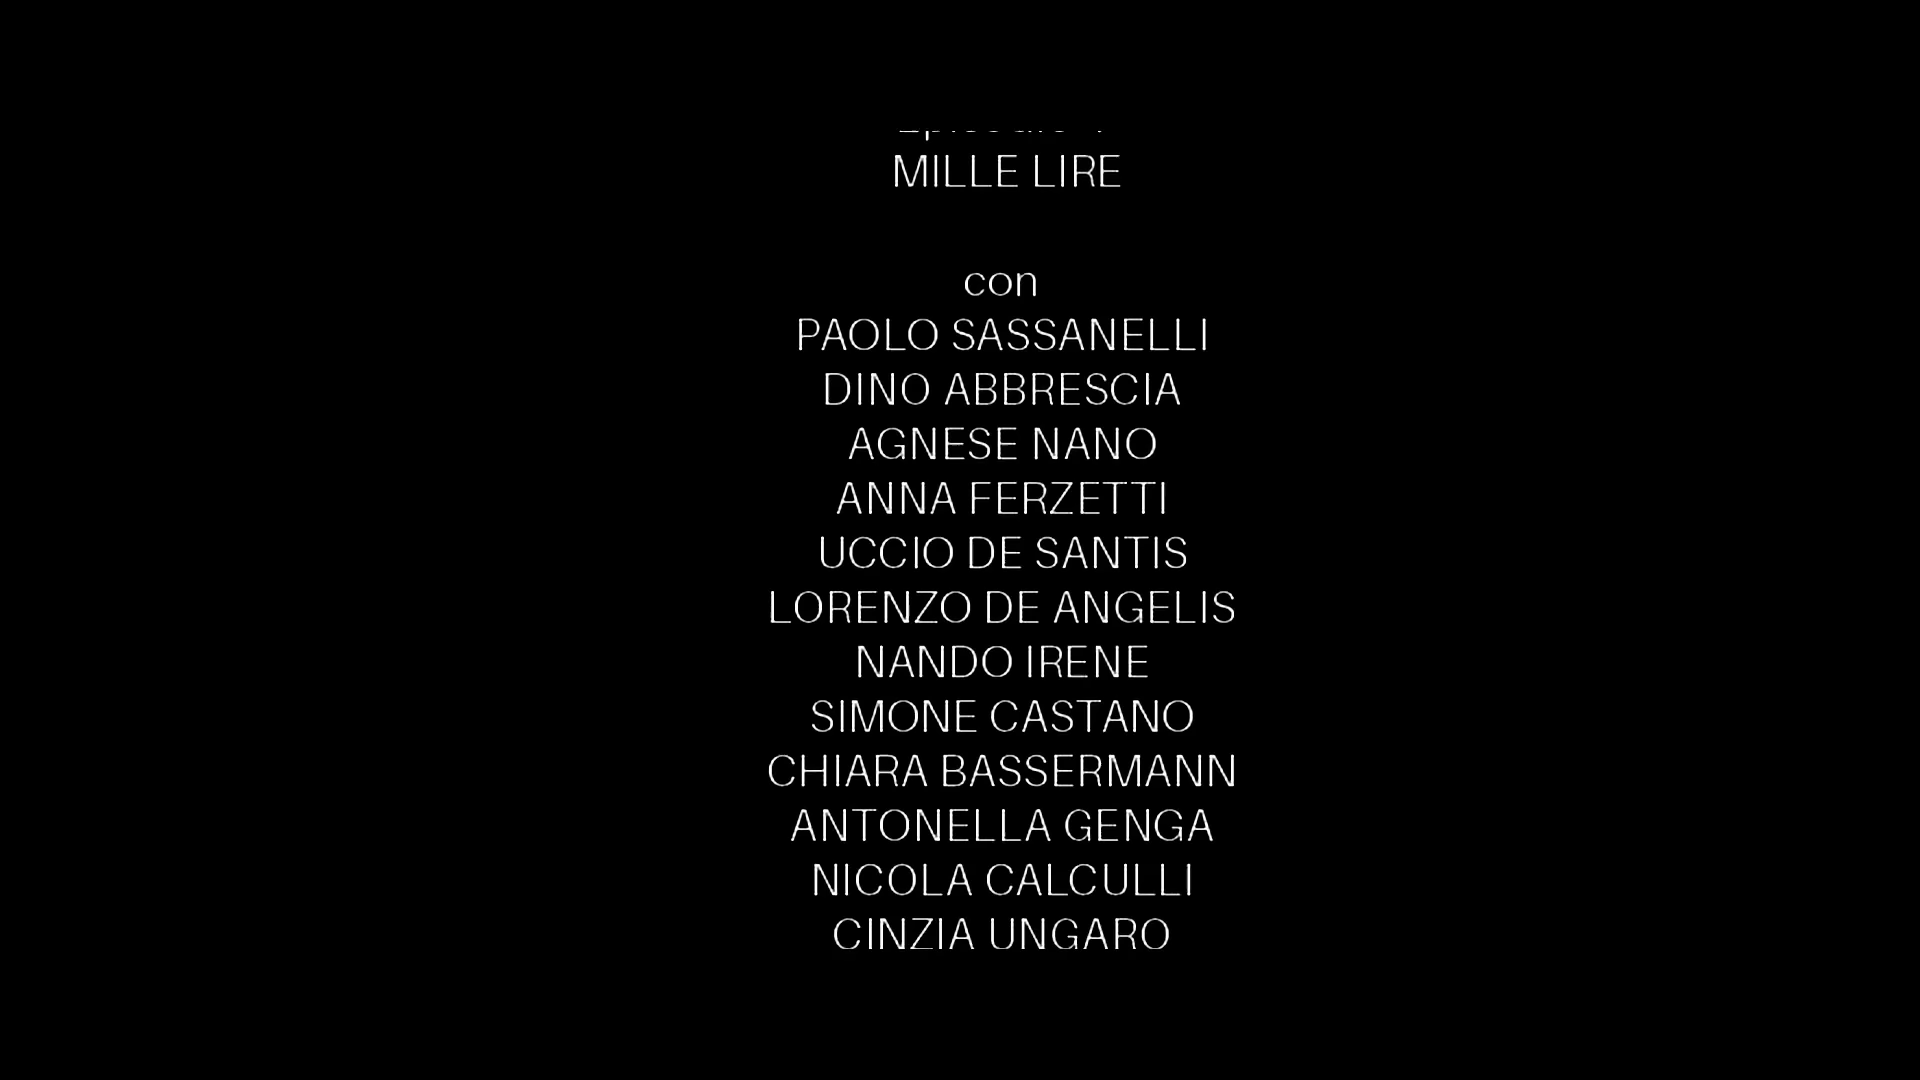 MILLE LIRE
con
PAOLO SASSANELLI
DINO ABBRESCIA
AGNESE NANO
ANNA FERZETTI
UCCIO DE SANTIS
LORENZO DE ANGELIS
NANDO IRENE
SIMONE CASTANO
CHIARA BASSERMANN
ANTONELLA GENGA
NICOLA CALCULLI
CINZIA UNGARO